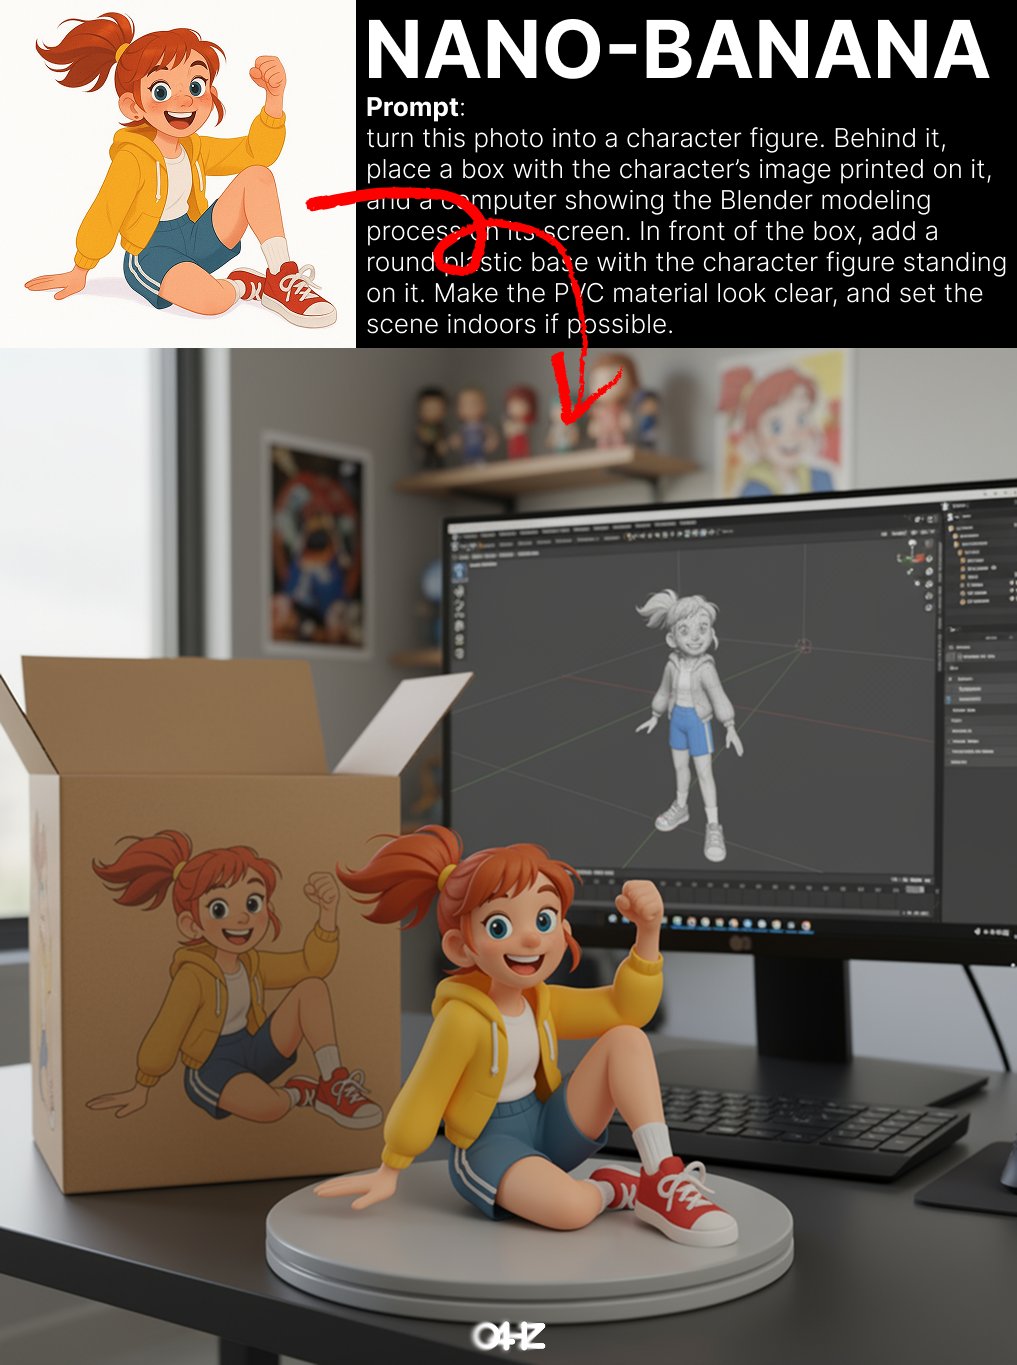 NANO-BANANA
Prompt:
turn this photo into a character figure. Behind it,
place a box with the character’s image printed on it,
and a computer showing the Blender modeling
process on its screen. In front of the box, add a
round plastic base with the character figure standing
on it. Make the PVC material look clear, and set the
scene indoors if possible.